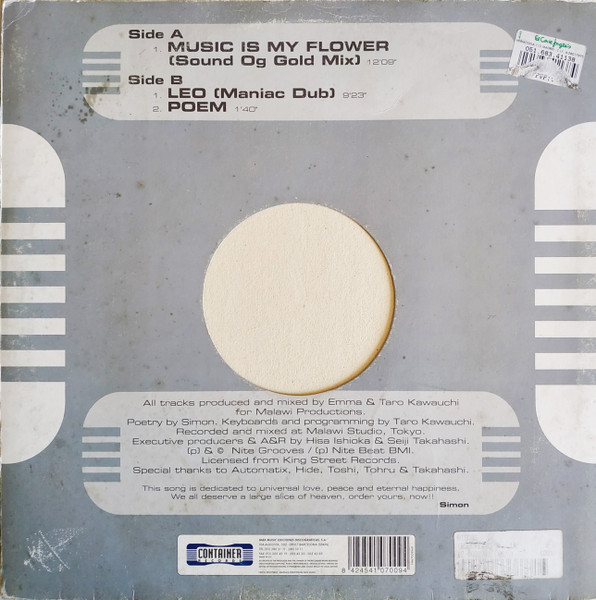 Side A
1. MUSIC IS MY FLOWER
(Sound Og Gold Mix) 12'09"
Side B
1. LEO (Maniac Dub) 9'23"
2. POEM 1'40"
All tracks produced and mixed by Emma & Taro Kawauchi
for Malawi Productions.
Poetry by Simon. Keyboards and programming by Taro Kawauchi.
Recorded and mixed at Malawi Studio, Tokyo.
Executive producers & A&R by Hisa Ishioka & Seiji Takahashi.
(p) & © Nite Grooves / (p) Nite Beat BMI.
Licensed from King Street Records.
Special thanks to Automatix, Hide, Toshi, Tohru & Takahashi.
This song is dedicated to universal love, peace and eternal happiness.
We all deserve a large slice of heaven, order yours, now!!
Simon
CONTAINER
RECORDS
8 424541 070094